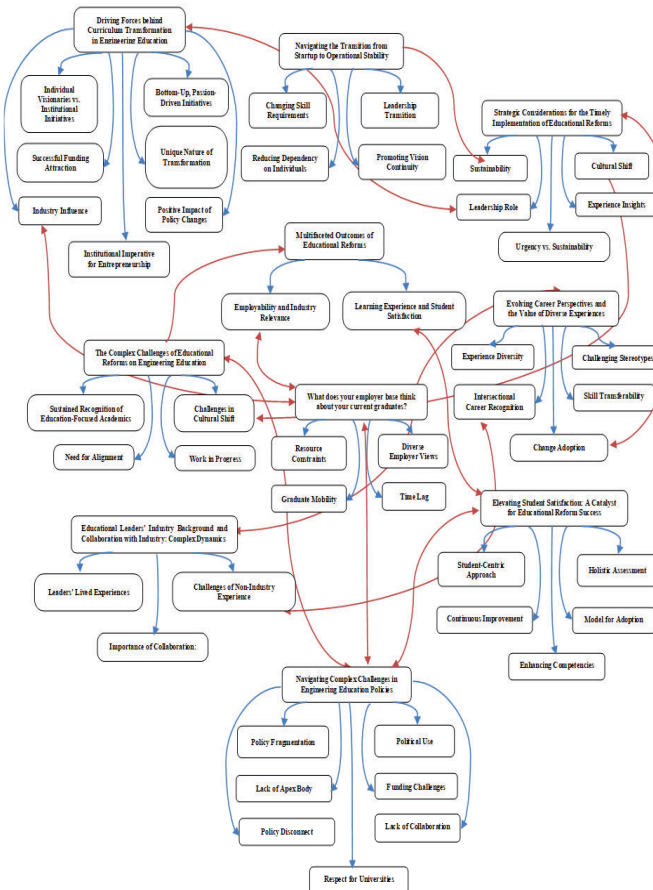 Driving Forces behind
Curriculum Transformation
in Engineering Education
Individual
Visionaries vs.
Institutional
Initiatives
Bottom-Up, Passion-
Driven Initiatives
Successful Funding
Attraction
Unique Nature of
Transformation
Industry Influence
Positive Impact of
Policy Changes
Institutional Imperative
for Entrepreneurship
Navigating the Transition from
Startup to Operational Stability
Changing Skill
Requirements
Leadership
Transition
Reducing Dependency
on Individuals
Promoting Vision
Continuity
Strategic Considerations for the Timely
Implementation of Educational Reforms
Sustainability
Cultural Shift
Leadership Role
Experience Insights
Urgency vs. Sustainability
Multifaceted Outcomes of
Educational Reforms
Employability and Industry
Relevance
Learning Experience and Student
Satisfaction
Evolving Career Perspectives and
the Value of Diverse Experiences
Experience Diversity
Challenging Stereotypes
Intersectional
Career Recognition
Skill Transferability
Change Adoption
The Complex Challenges of Educational
Reforms on Engineering Education
Sustained Recognition of
Education-Focused Academics
Challenges in
Cultural Shift
Need for Alignment
Work in Progress
What does your employer base think
about your current graduates?
Resource
Constraints
Diverse
Employer Views
Graduate Mobility
Time Lag
Elevating Student Satisfaction: A Catalyst
for Educational Reform Success
Student-Centric
Approach
Holistic Assessment
Continuous Improvement
Model for Adoption
Enhancing Competencies
Educational Leaders' Industry Background and
Collaboration with Industry: Complex Dynamics
Leaders' Lived Experiences
Challenges of Non-Industry
Experience
Importance of Collaboration:
Navigating Complex Challenges in
Engineering Education Policies
Policy Fragmentation
Political Use
Lack of Apex Body
Funding Challenges
Policy Disconnect
Lack of Collaboration
Respect for Universities